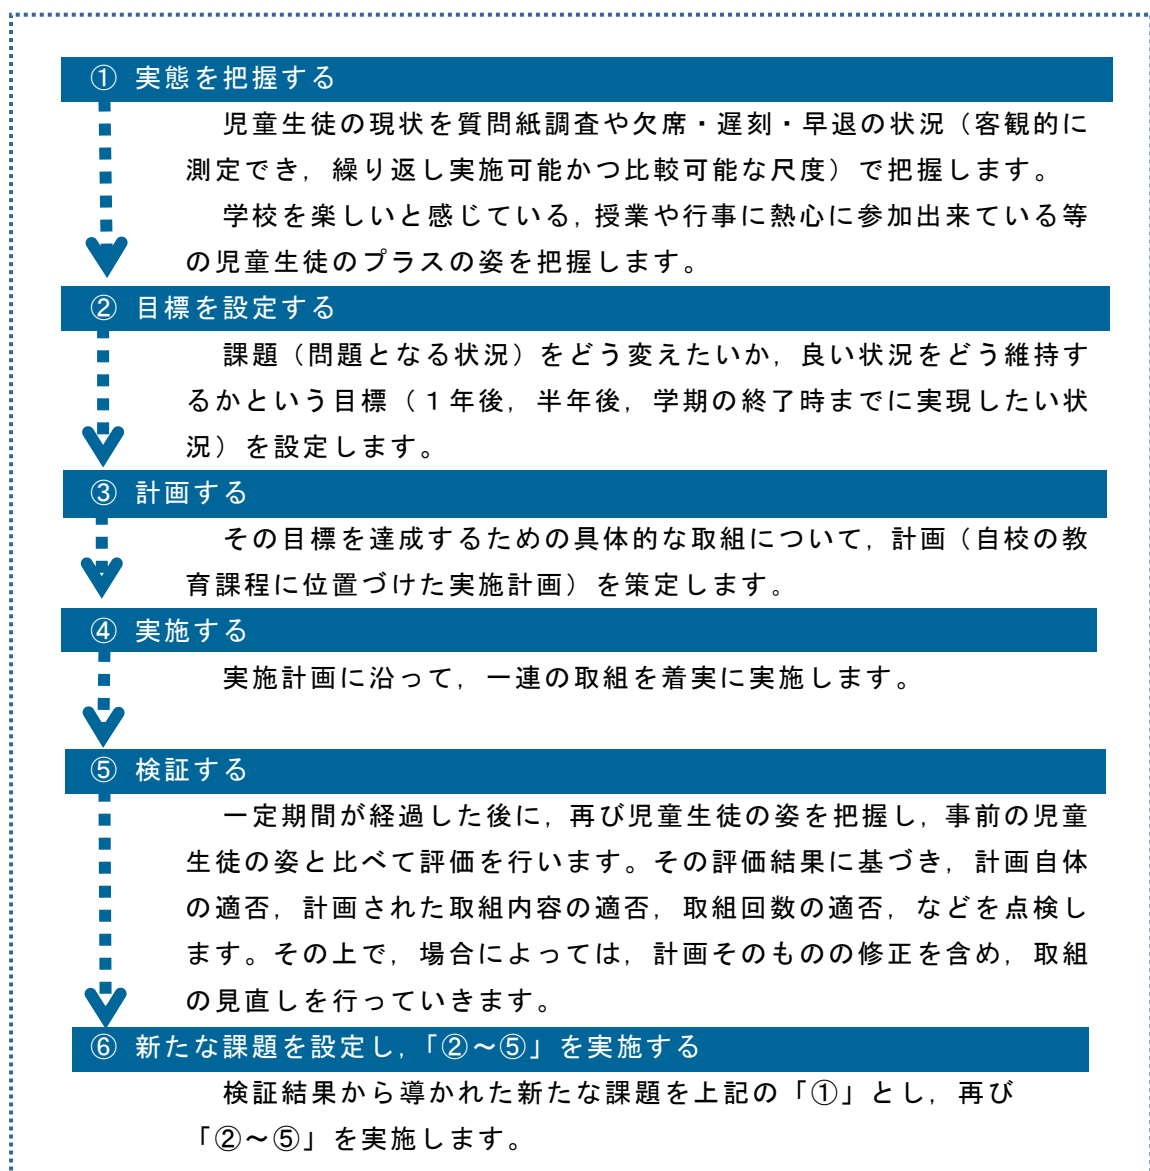 ① 実態を把握する
児童生徒の現状を質問紙調査や欠席・遅刻・早退の状況（客観的に
測定でき，繰り返し実施可能かつ比較可能な尺度）で把握します。
学校を楽しいと感じている，授業や行事に熱心に参加出来ている等
の児童生徒のプラスの姿を把握します。
② 目標を設定する
課題（問題となる状況）をどう変えたいか，良い状況をどう維持す
るかという目標（１年後，半年後，学期の終了時までに実現したい状
況）を設定します。
③ 計画する
その目標を達成するための具体的な取組について，計画（自校の教
育課程に位置づけた実施計画）を策定します。
④ 実施する
実施計画に沿って，一連の取組を着実に実施します。
⑤ 検証する
一定期間が経過した後に，再び児童生徒の姿を把握し，事前の児童
生徒の姿と比べて評価を行います。その評価結果に基づき，計画自体
の適否，計画された取組内容の適否，取組回数の適否，などを点検し
ます。その上で，場合によっては，計画そのものの修正を含め，取組
の見直しを行っていきます。
⑥ 新たな課題を設定し，「②～⑤」を実施する
検証結果から導かれた新たな課題を上記の「①」とし，再び
「②～⑤」を実施します。